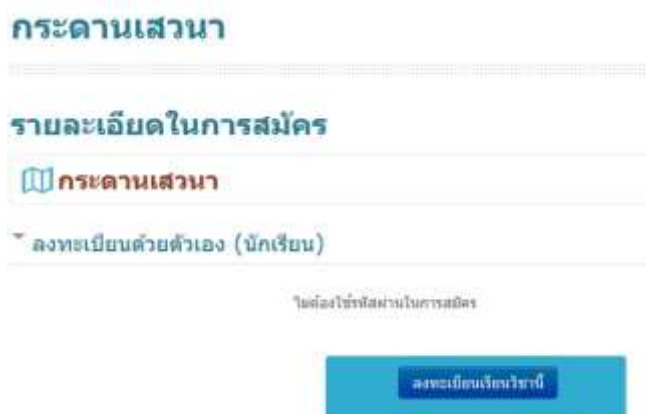 กระดานเสวนา
รายละเอียดในการสมัคร
กระดานเสวนา
ลงทะเบียนด้วยตัวเอง (นักเรียน)
ไม่ต้องใช้รหัสผ่านในการสมัคร
ลงทะเบียนเรียนวิชานี้